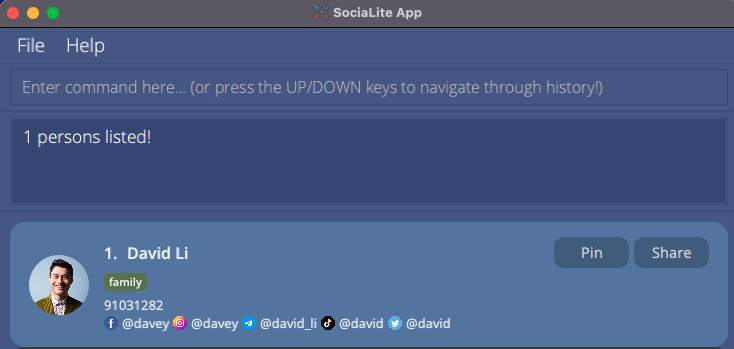 SociaLite App
File Help
Enter command here... (or press the UP/DOWN keys to navigate through history!)
1 persons listed!
1. David Li Pin Share
family
91031282
@davey @davey @david_li @david @david